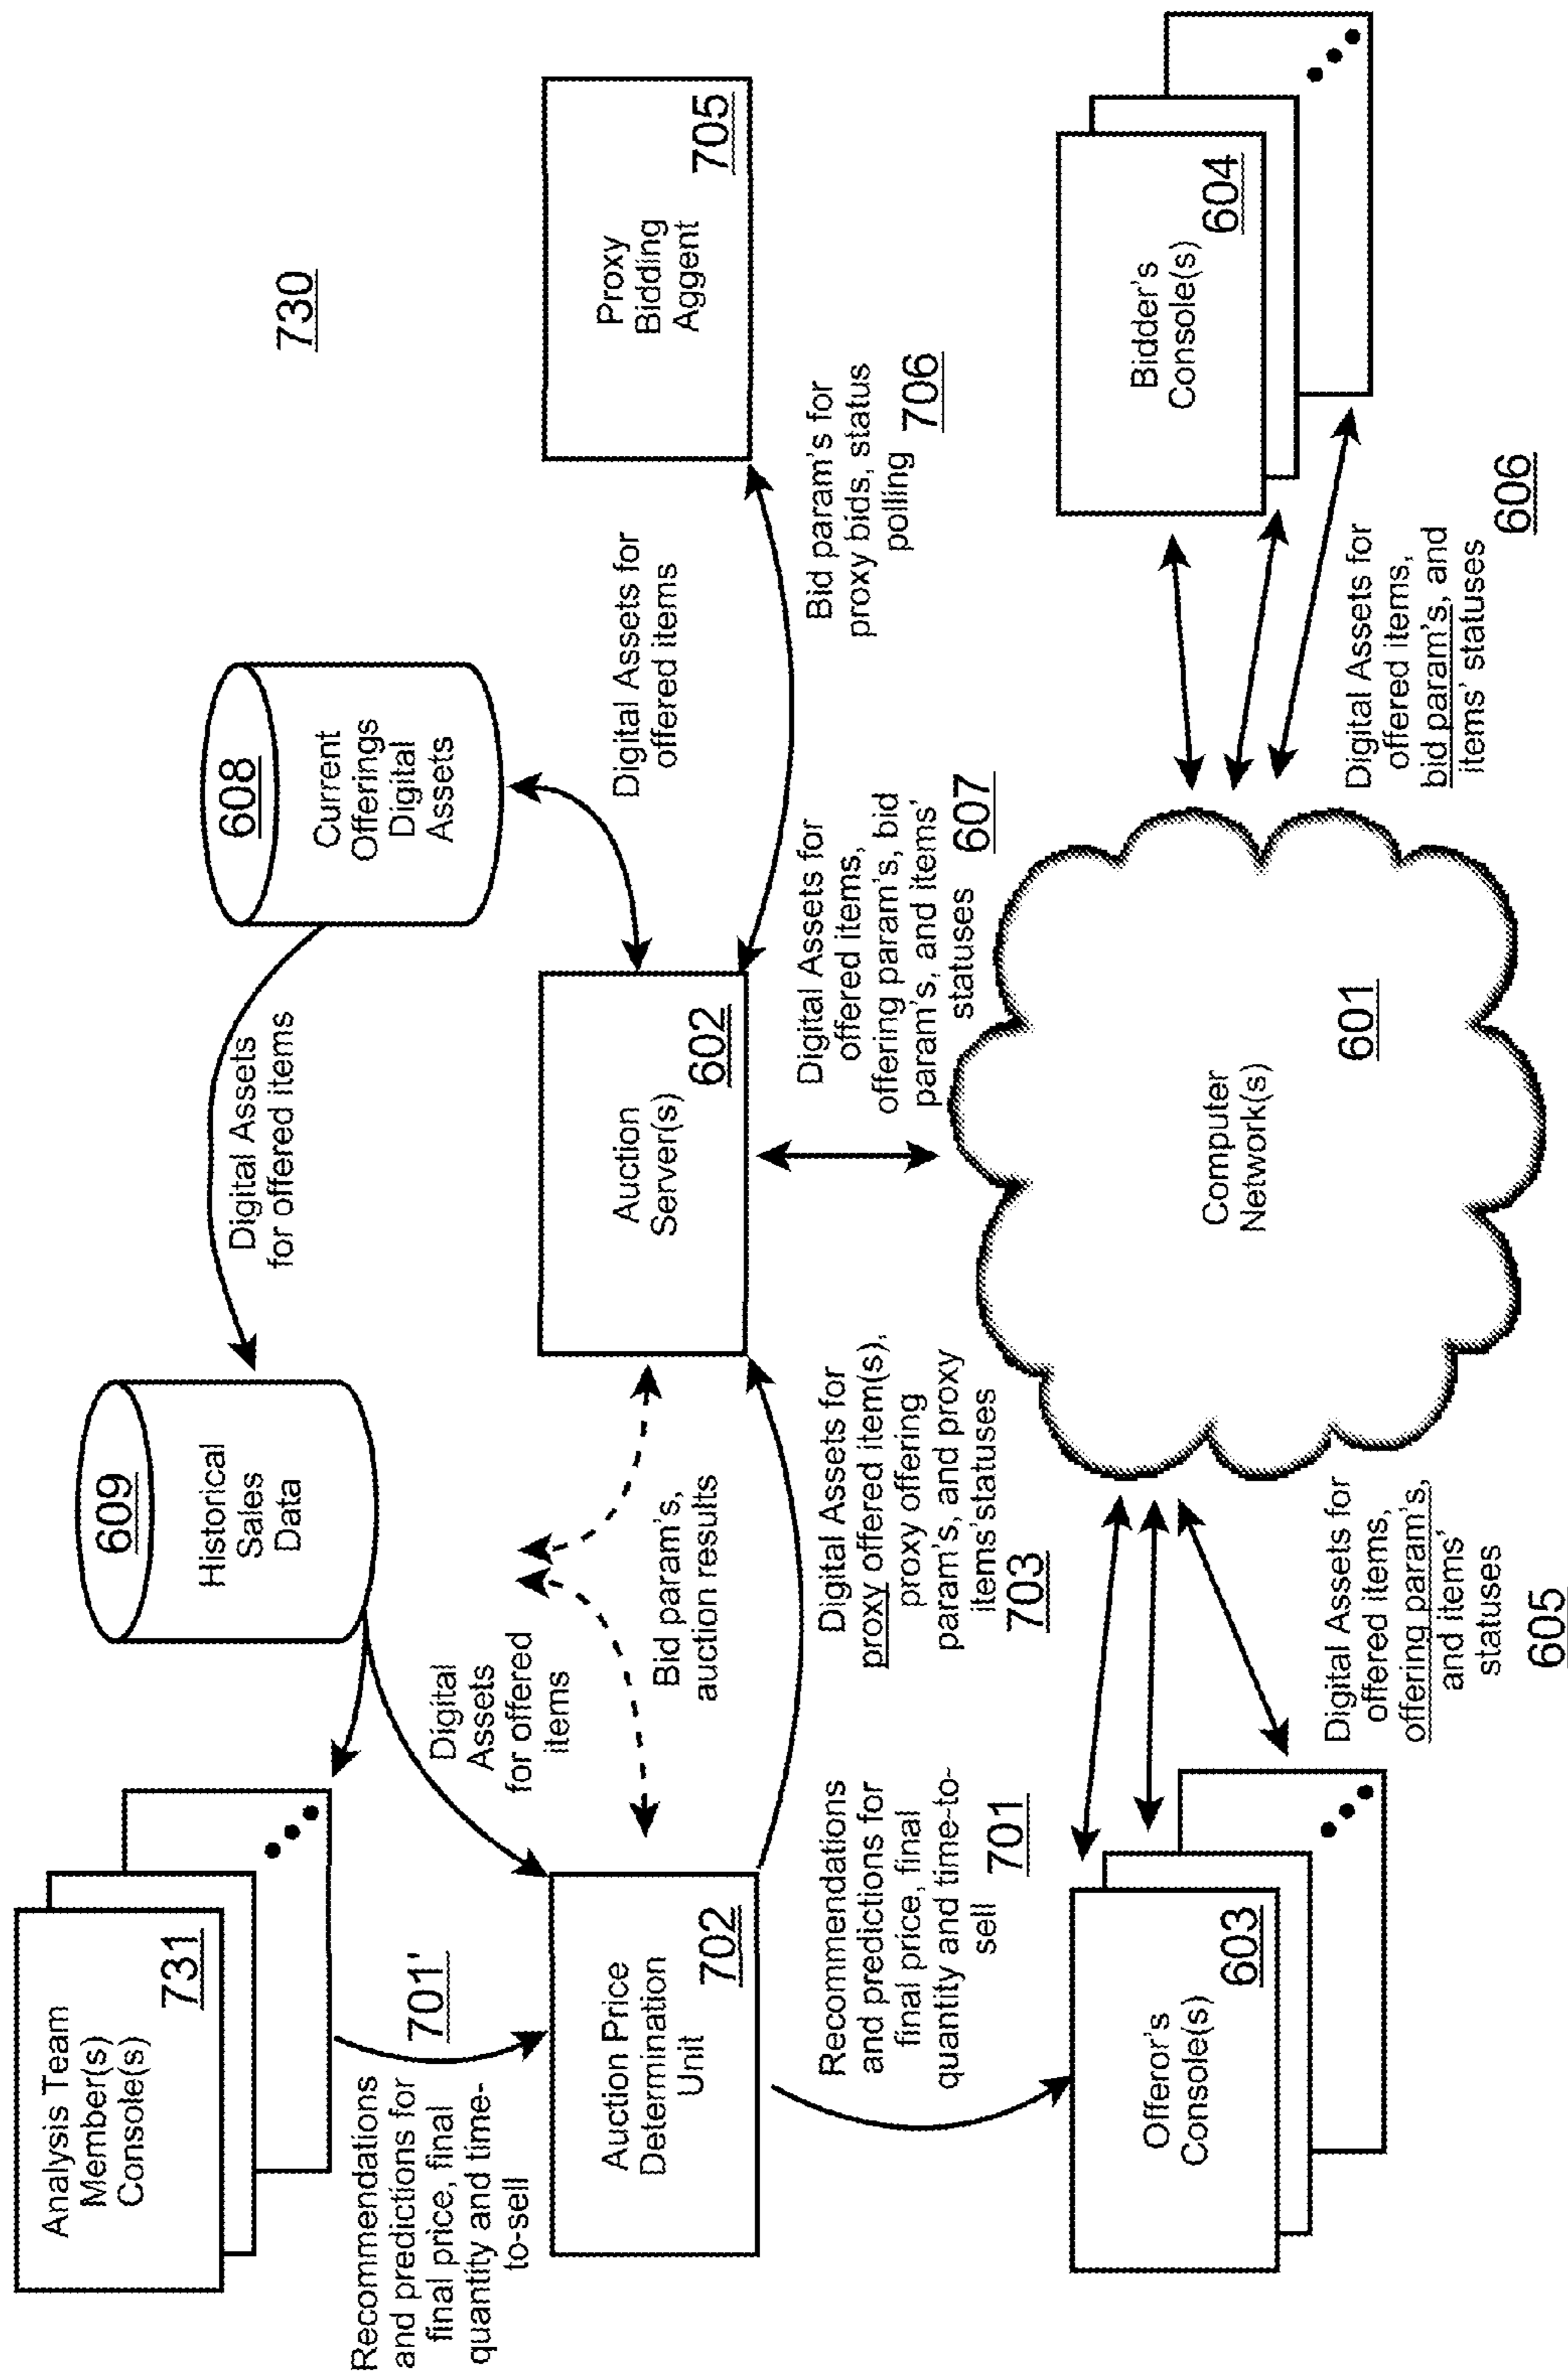 730
Analysis Team
Member(s)
Console(s)
731
609
Historical
Sales
Data
Digital Assets
for offered items
608
Current
Offerings
Digital
Assets
Recommendations
and predictions for
final price, final
quantity and time-
to-sell
701'
Digital
Assets
for offered
items
Digital Assets for
offered items
Auction Price
Determination
Unit
702
Bid param's,
auction results
Auction
Server(s)
602
Proxy
Bidding
Aggent
705
Recommendations
and predictions for
final price, final
quantity and time-to-
sell
701
Digital Assets for
proxy offered item(s),
proxy offering
param's, and proxy
items'statuses
703
Digital Assets for
offered items,
offering param's, bid
param's, and items'
statuses
607
Bid param's for
proxy bids, status
polling
706
Offeror's
Console(s)
603
Computer
Network(s)
601
Bidder's
Console(s)
604
Digital Assets for
offered items,
offering param's,
and items'
statuses
605
Digital Assets for
offered items,
bid param's, and
items' statuses
606